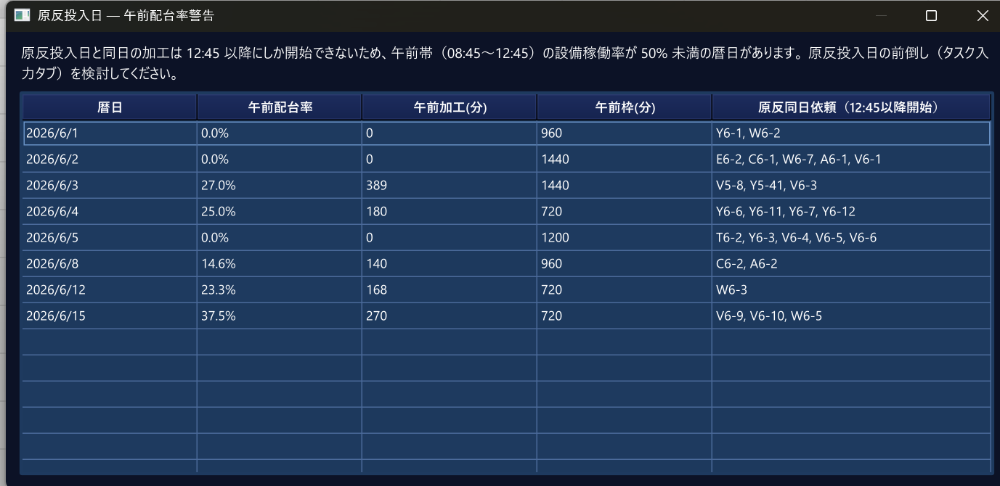 原反投入日 — 午前配台率警告
原反投入日と同日の加工は 12:45 以降にしか開始できないため、午前帯（08:45～12:45）の設備稼働率が 50% 未満の暦日があります。原反投入日の前倒し（タスク入
力タブ）を検討してください。
暦日 午前配台率 午前加工(分) 午前枠(分) 原反同日依頼（12:45以降開始）
2026/6/1 0.0% 0 960 Y6-1, W6-2
2026/6/2 0.0% 0 1440 E6-2, C6-1, W6-7, A6-1, V6-1
2026/6/3 27.0% 389 1440 V5-8, Y5-41, V6-3
2026/6/4 25.0% 180 720 Y6-6, Y6-11, Y6-7, Y6-12
2026/6/5 0.0% 0 1200 T6-2, Y6-3, V6-4, V6-5, V6-6
2026/6/8 14.6% 140 960 C6-2, A6-2
2026/6/12 23.3% 168 720 W6-3
2026/6/15 37.5% 270 720 V6-9, V6-10, W6-5